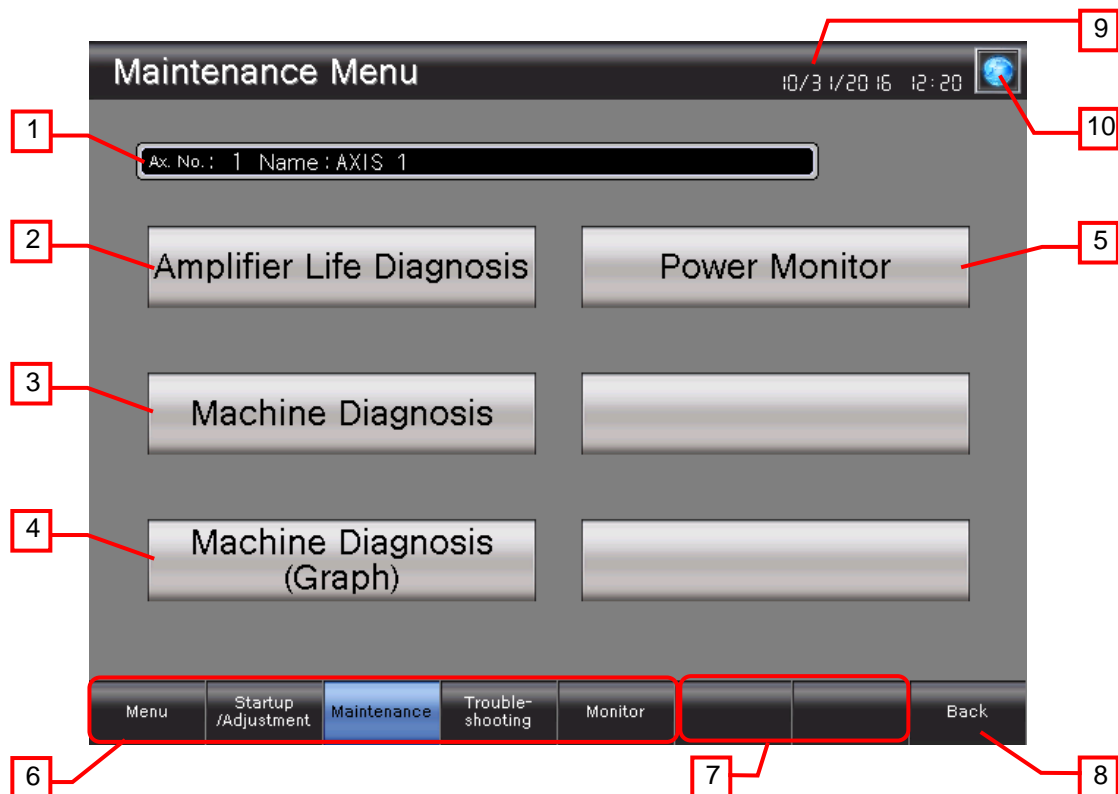 9
Maintenance Menu
10/31/2016 12:20
10
1
Ax. No.: 1 Name:AXIS 1
2
Amplifier Life Diagnosis
Power Monitor
5
3
Machine Diagnosis
4
Machine Diagnosis
(Graph)
Menu
Startup
/Adjustment
Maintenance
Trouble-
shooting
Monitor
Back
6
7
8